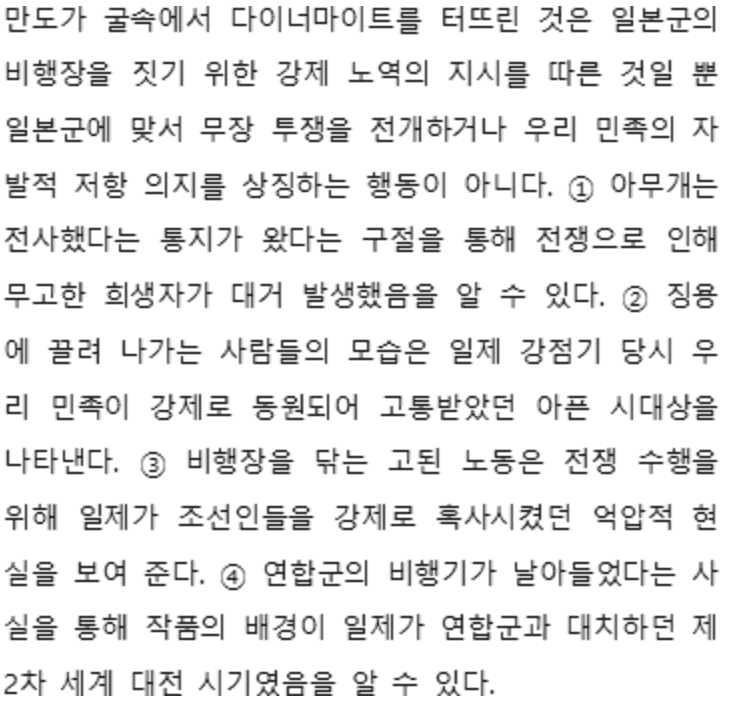 만도가 굴속에서 다이너마이트를 터뜨린 것은 일본군의
비행장을 짓기 위한 강제 노역의 지시를 따른 것일 뿐
일본군에 맞서 무장 투쟁을 전개하거나 우리 민족의 자
발적 저항 의지를 상징하는 행동이 아니다. ① 아무개는
전사했다는 통지가 왔다는 구절을 통해 전쟁으로 인해
무고한 희생자가 대거 발생했음을 알 수 있다. ② 징용
에 끌려 나가는 사람들의 모습은 일제 강점기 당시 우
리 민족이 강제로 동원되어 고통받았던 아픈 시대상을
나타낸다. ③ 비행장을 닦는 고된 노동은 전쟁 수행을
위해 일제가 조선인들을 강제로 혹사시켰던 억압적 현
실을 보여 준다. ④ 연합군의 비행기가 날아들었다는 사
실을 통해 작품의 배경이 일제가 연합군과 대치하던 제
2차 세계 대전 시기였음을 알 수 있다.